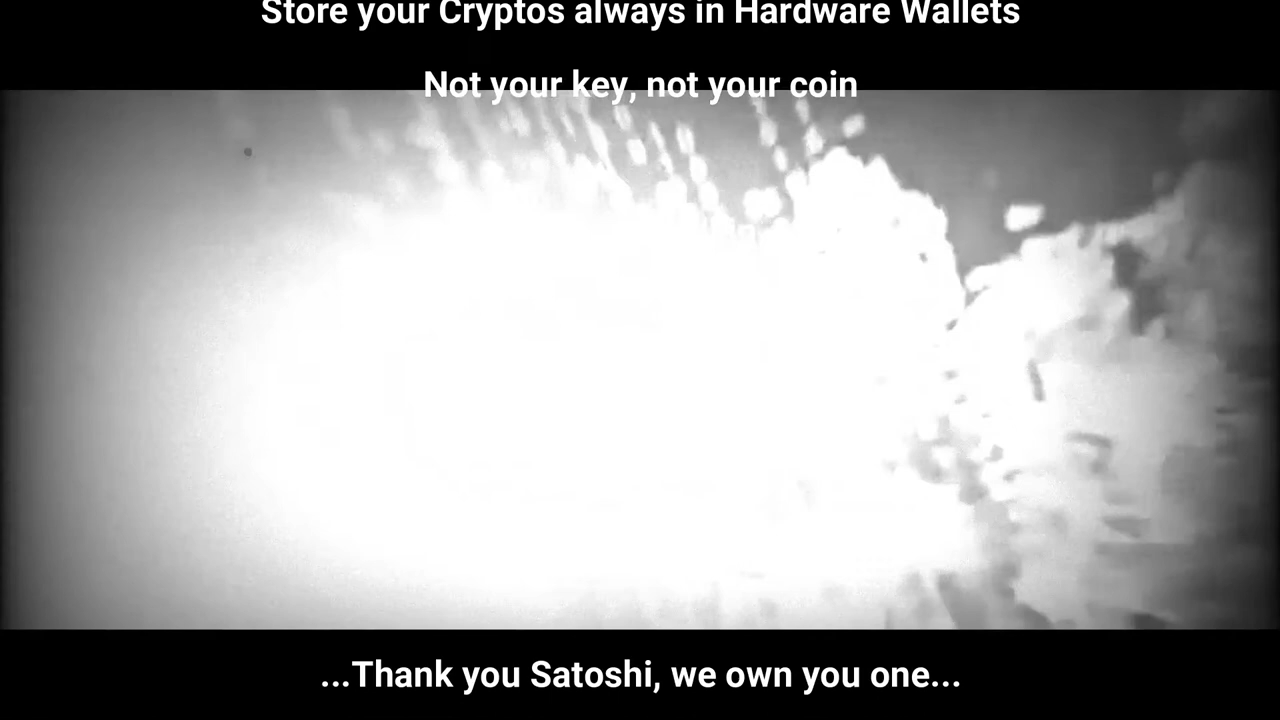 Store your Cryptos always in Hardware Wallets
Not your key, not your coin
...Thank you Satoshi, we own you one...